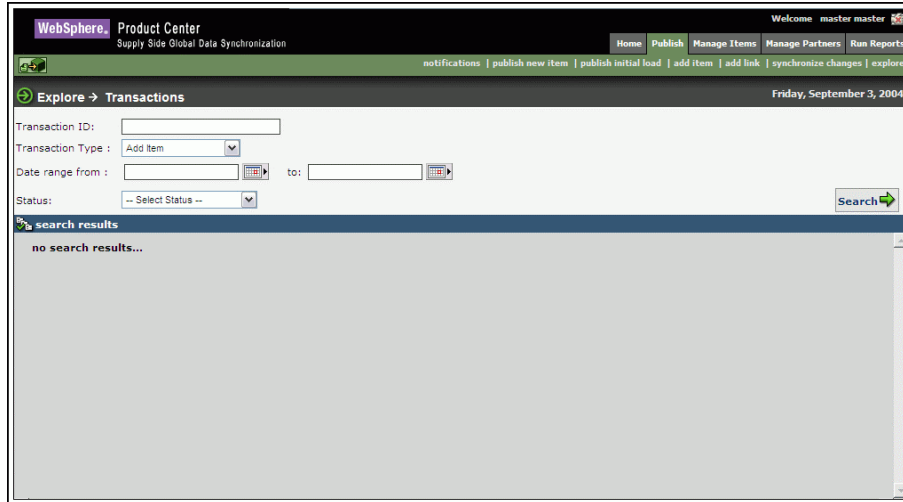 WebSphere. Product Center
Supply Side Global Data Synchronization
Welcome master master
Home Publish Manage Items Manage Partners Run Reports
notifications | publish new item | publish initial load | add item | add link | synchronize changes | explore
Explore → Transactions
Friday, September 3, 2004
Transaction ID:
Transaction Type : Add Item
Date range from : to:
Status: -- Select Status --
Search
search results
no search results...